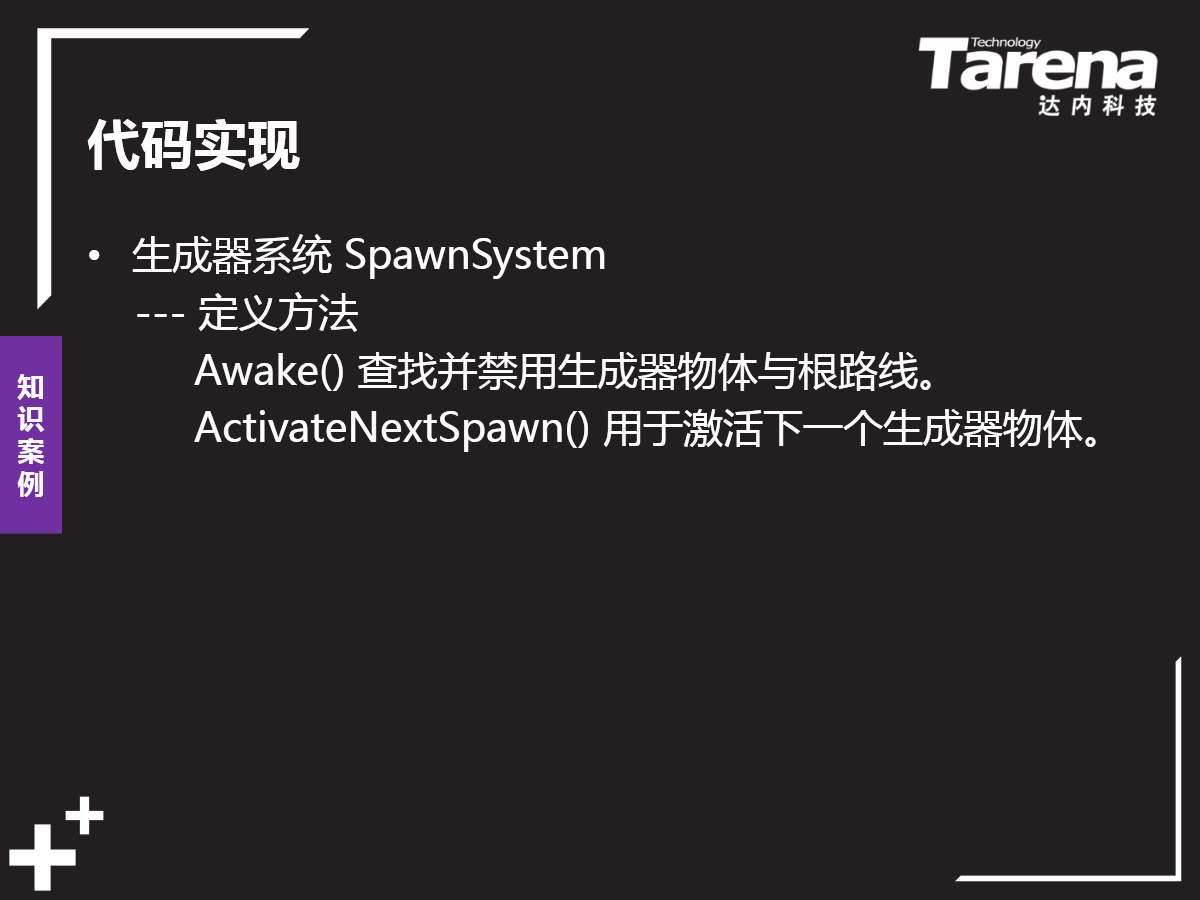 Technology
Tarena
达内科技
代码实现
• 生成器系统 SpawnSystem
--- 定义方法
Awake() 查找并禁用生成器物体与根路线。
ActivateNextSpawn() 用于激活下一个生成器物体。
知识案例